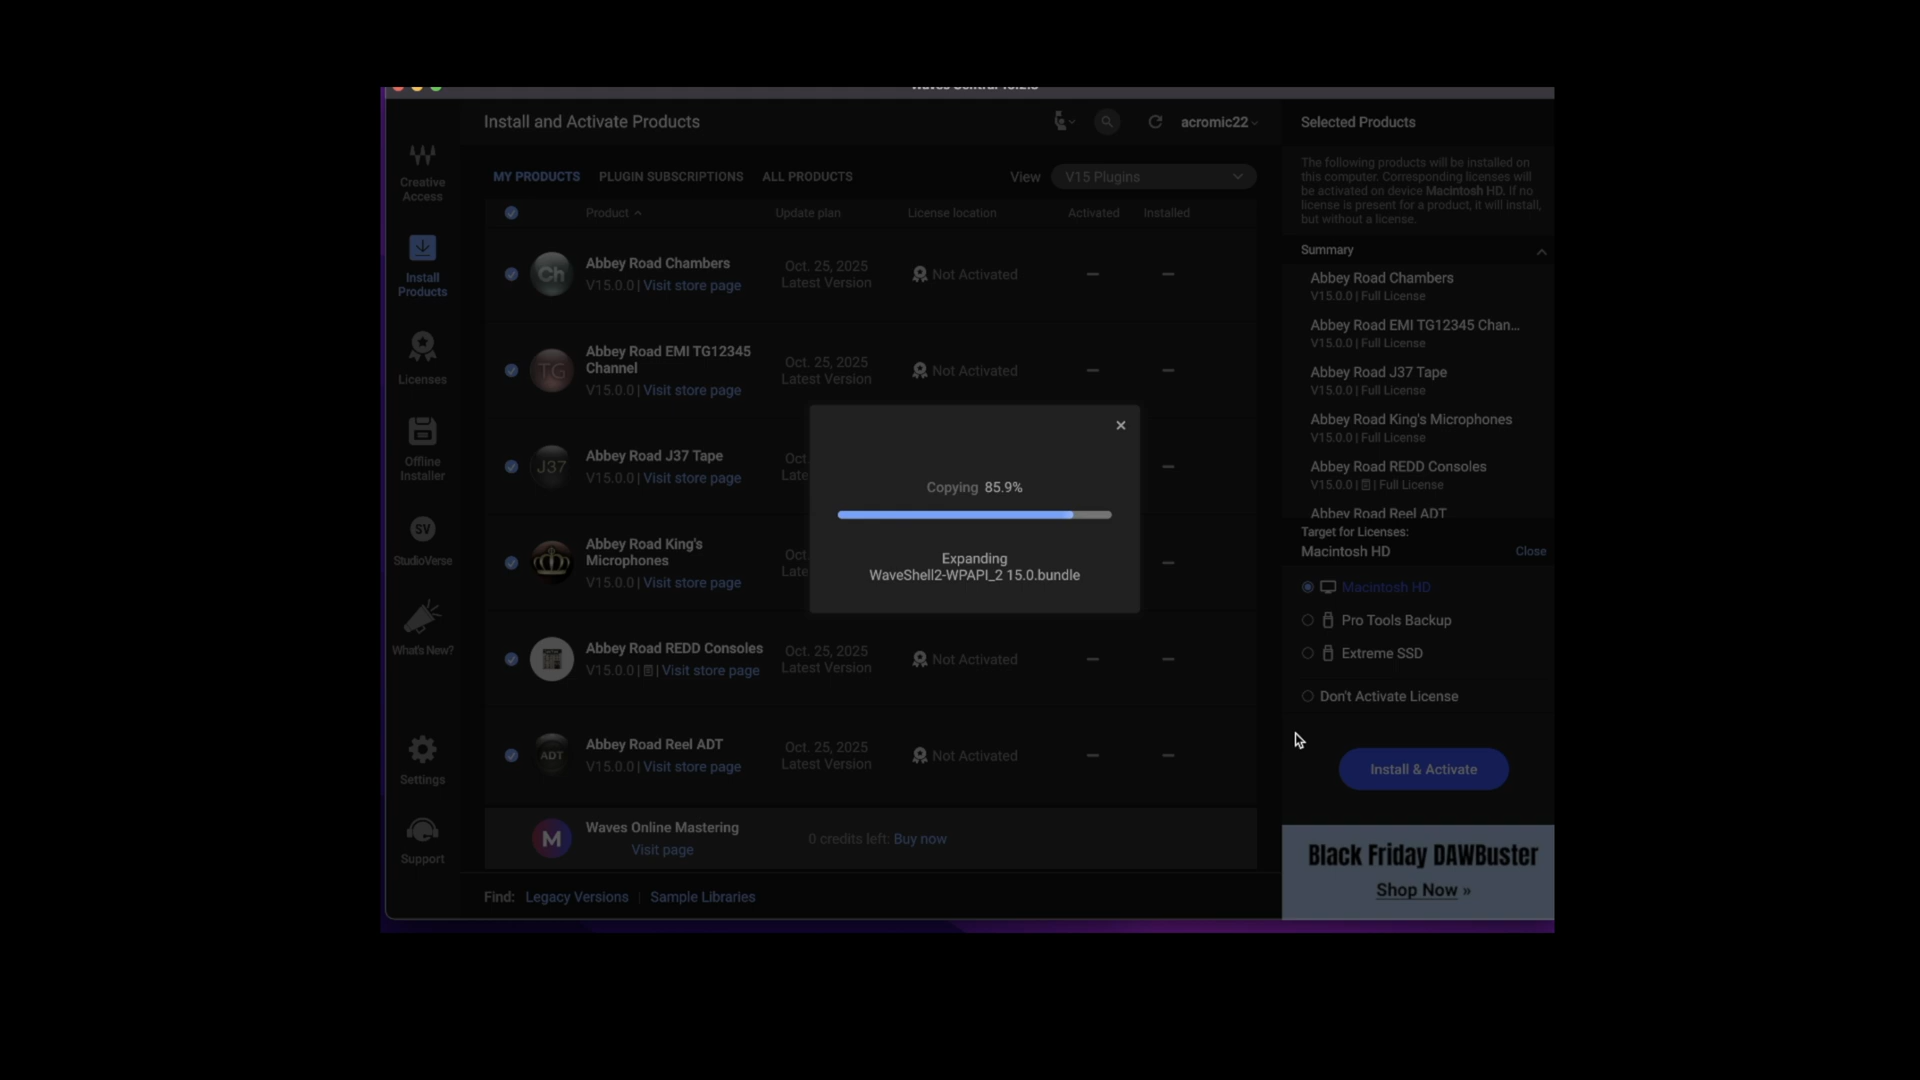 Install and Activate Products
acromic22
Selected Products
Creative
Access
Install
Products
Licenses
Offline
Installer
SV
StudioVerse
What's New?
Settings
Support
MY PRODUCTS PLUGIN SUBSCRIPTIONS ALL PRODUCTS
View V15 Plugins
Product Update plan License location Activated Installed
Ch
Abbey Road Chambers
V15.0.0 | Visit store page
Oct. 25, 2025
Latest Version
Not Activated
TG
Abbey Road EMI TG12345
Channel
V15.0.0 | Visit store page
Oct. 25, 2025
Latest Version
Not Activated
J37
Abbey Road J37 Tape
V15.0.0 | Visit store page
Oct
Late
Abbey Road King's
Microphones
V15.0.0 | Visit store page
Oct.
Late
Abbey Road REDD Consoles
V15.0.0 | | Visit store page
Oct. 25, 2025
Latest Version
Not Activated
ADT
Abbey Road Reel ADT
V15.0.0 | Visit store page
Oct. 25, 2025
Latest Version
Not Activated
M
Waves Online Mastering
Visit page
0 credits left: Buy now
Find: Legacy Versions | Sample Libraries
Copying 85.9%
Expanding
WaveShell2-WPAPI_2 15.0.bundle
The following products will be installed on
this computer. Corresponding licenses will
be activated on device Macintosh HD. If no
license is present for a product, it will install,
but without a license.
Summary
Abbey Road Chambers
V15.0.0 | Full License
Abbey Road EMI TG12345 Chan...
V15.0.0 | Full License
Abbey Road J37 Tape
V15.0.0 | Full License
Abbey Road King's Microphones
V15.0.0 | Full License
Abbey Road REDD Consoles
V15.0.0 | | Full License
Abbey Road Reel ADT
Target for Licenses:
Macintosh HD Close
Macintosh HD
Pro Tools Backup
Extreme SSD
Don't Activate License
Install & Activate
Black Friday DAWBuster
Shop Now »